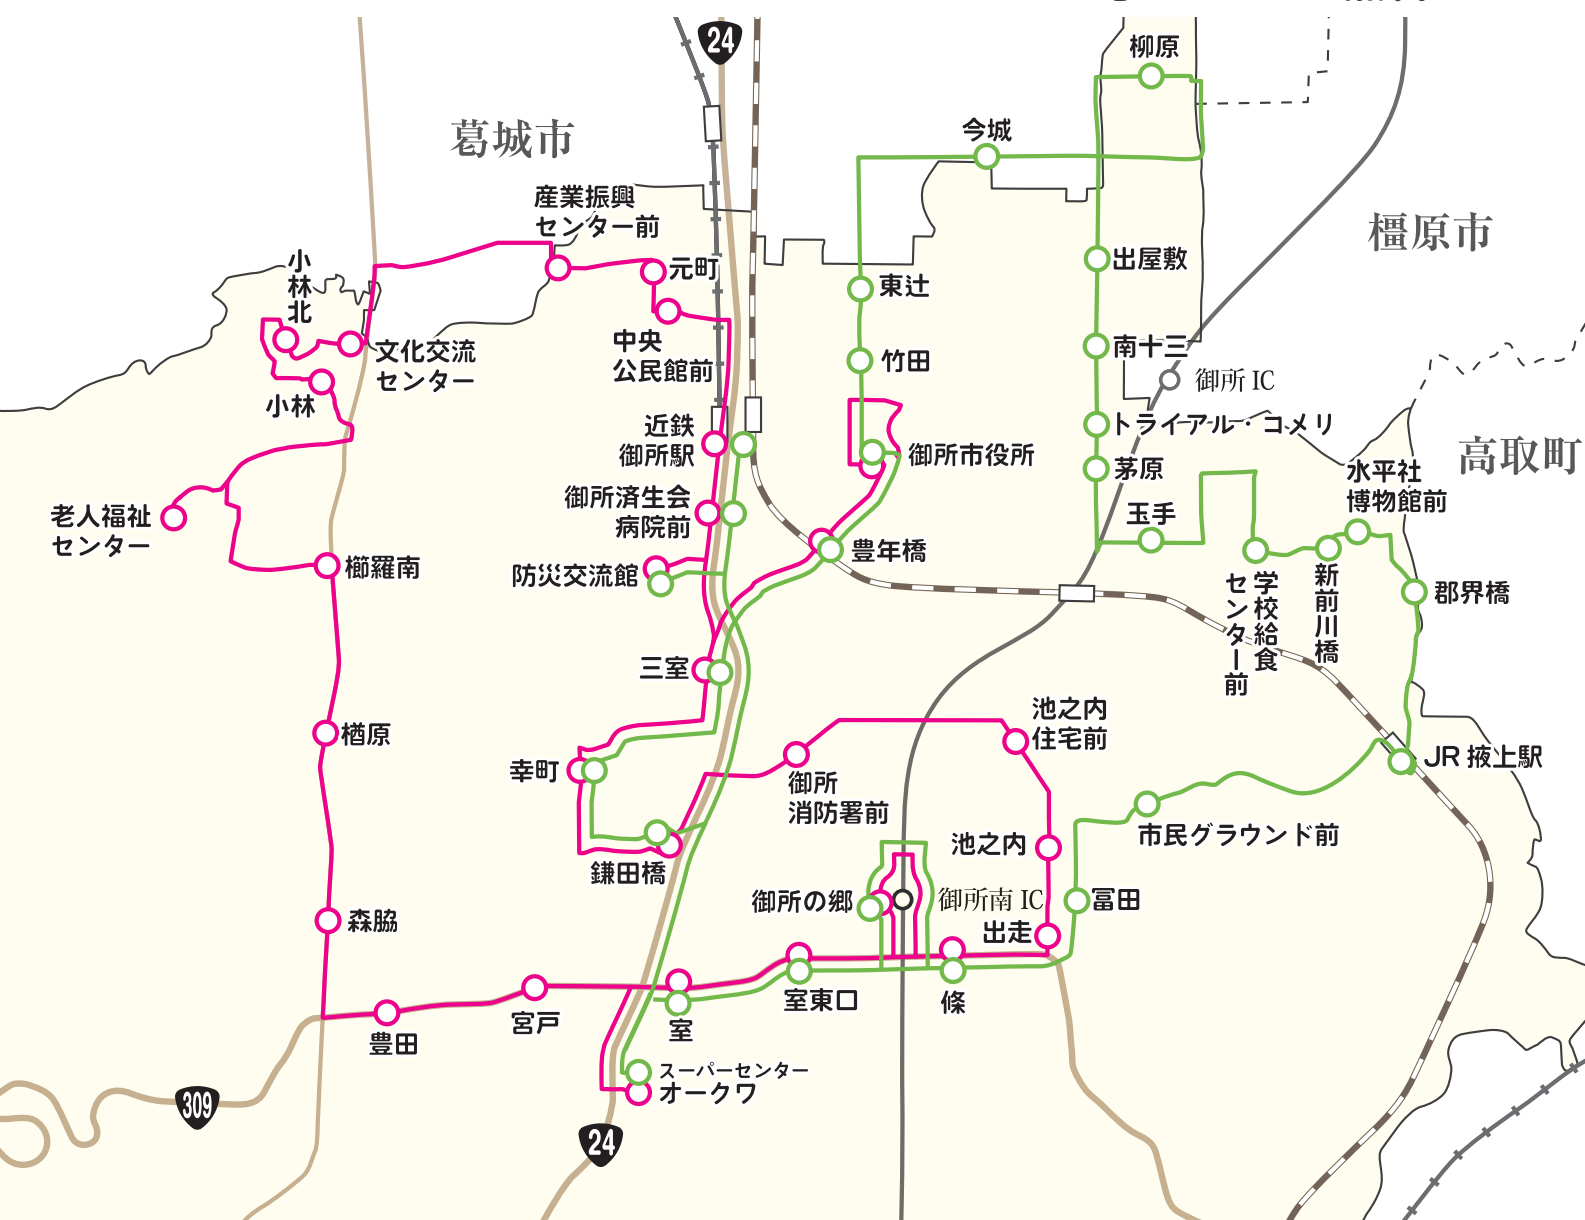 24
柳原
今城
葛城市
産業振興
センター前
橿原市
小林北
元町
出屋敷
東辻
中央
公民館前
文化交流
センター
竹田
南十三
御所 IC
小林
近鉄
御所駅
トライアル・コメリ
御所市役所
高取町
茅原
水平社
博物館前
御所済生会
病院前
老人福祉
センター
玉手
豊年橋
櫛羅南
防災交流館
学校給食
センター前
新前川橋
郡界橋
三室
池之内
住宅前
楢原
幸町
御所
消防署前
JR 掖上駅
市民グラウンド前
池之内
鎌田橋
御所の郷
御所南 IC
冨田
森脇
出走
室東口
條
宮戸
室
豊田
スーパーセンター
オークワ
309
24